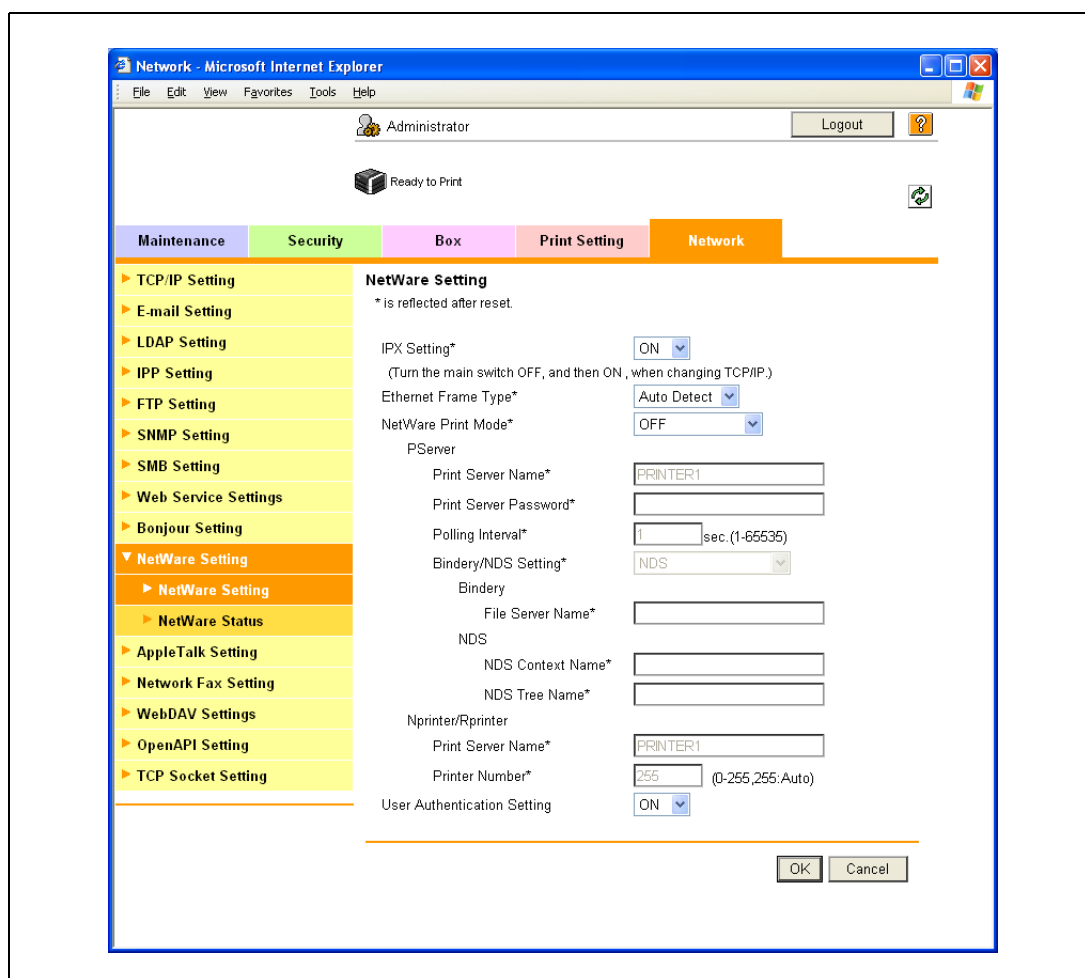 Network - Microsoft Internet Explorer
File Edit View Favorites Tools Help
Administrator
Logout
?
Ready to Print
Maintenance
Security
Box
Print Setting
Network
TCP/IP Setting
E-mail Setting
LDAP Setting
IPP Setting
FTP Setting
SNMP Setting
SMB Setting
Web Service Settings
Bonjour Setting
NetWare Setting
NetWare Setting
NetWare Status
AppleTalk Setting
Network Fax Setting
WebDAV Settings
OpenAPI Setting
TCP Socket Setting
NetWare Setting
* is reflected after reset.
IPX Setting* ON
(Turn the main switch OFF, and then ON , when changing TCP/IP.)
Ethernet Frame Type* Auto Detect
NetWare Print Mode* OFF
PServer
Print Server Name* PRINTER1
Print Server Password*
Polling Interval* 1 sec.(1-65535)
Bindery/NDS Setting* NDS
Bindery
File Server Name*
NDS
NDS Context Name*
NDS Tree Name*
Nprinter/Rprinter
Print Server Name* PRINTER1
Printer Number* 255 (0-255,255:Auto)
User Authentication Setting ON
OK Cancel